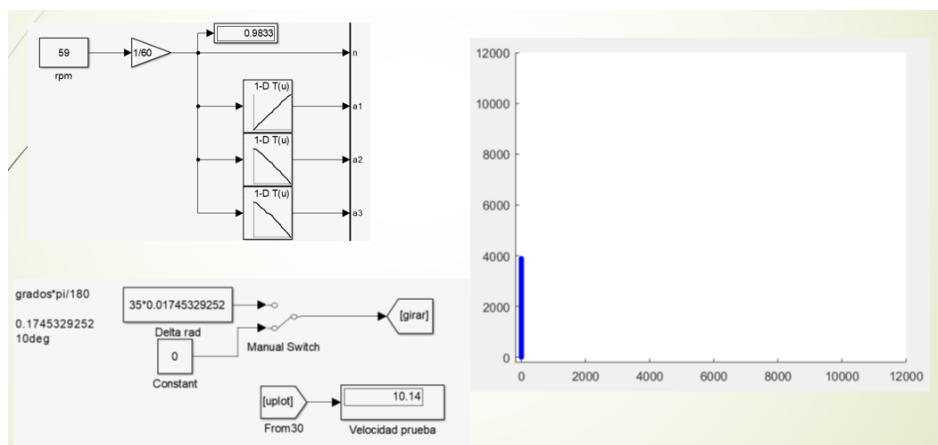 59
rpm
1/60
0.9833
n
1-D T(u)
a1
1-D T(u)
a2
1-D T(u)
a3
grados*pi/180
0.1745329252
10deg
35*0.01745329252
Delta rad
0
Constant
Manual Switch
[girar]
[uplot]
From30
10.14
Velocidad prueba
12000
10000
8000
6000
4000
2000
0
0 2000 4000 6000 8000 10000 12000